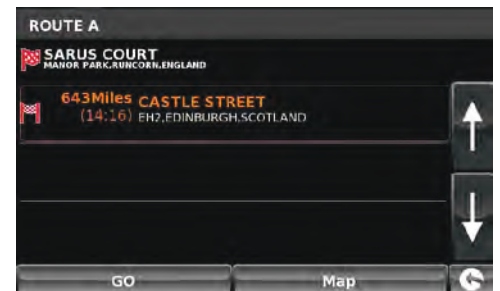 ROUTE A
SARUS COURT
MANOR PARK,RUNCORN,ENGLAND
643Miles CASTLE STREET
(14:16) EH2,EDINBURGH,SCOTLAND
GO Map